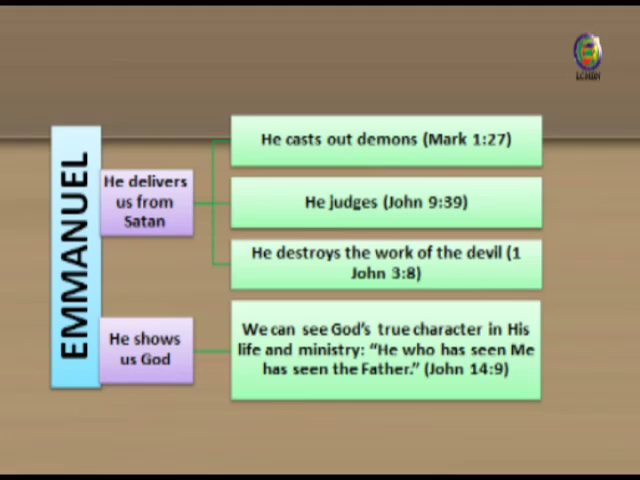 EMMANUEL
He delivers
us from
Satan
He casts out demons (Mark 1:27)
He judges (John 9:39)
He destroys the work of the devil (1
John 3:8)
He shows
us God
We can see God's true character in His
life and ministry: “He who has seen Me
has seen the Father.” (John 14:9)